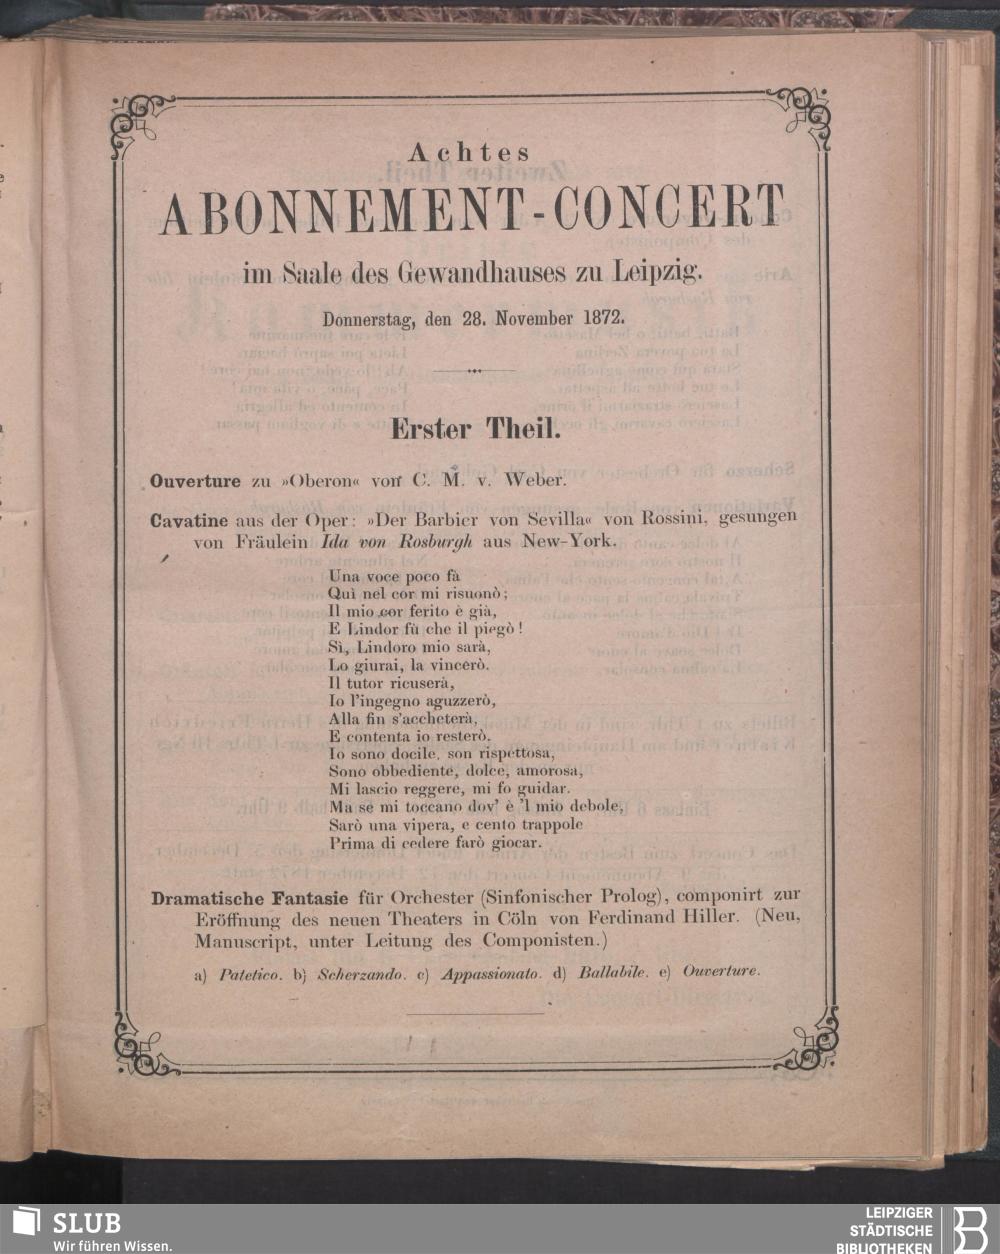 Achtes
ABONNEMENT-CONCERT
im Saale des Gewandhauses zu Leipzig.
Donnerstag, den 28. November 1872.
Erster Theil.
Ouverture zu »Oberon« von C. M. v. Weber.
Cavatine aus der Oper: »Der Barbier von Sevilla« von Rossini, gesungen
von Fräulein Ida von Rosburgh aus New-York.
Una voce poco fà
Quì nel cor mi risuonò;
Il mio cor ferito è già,
E Lindor fù che il piegò!
Sì, Lindoro mio sarà,
Lo giurai, la vincerò.
Il tutor ricuserà,
Io l'ingegno aguzzerò,
Alla fin s'accheterà,
E contenta io resterò.
Io sono docile, son rispettosa,
Sono obbediente, dolce, amorosa,
Mi lascio reggere, mi fo guidar.
Ma se mi toccano dov' è 'l mio debole,
Sarò una vipera, e cento trappole
Prima di cedere farò giocar.
Dramatische Fantasie für Orchester (Sinfonischer Prolog), componirt zur
Eröffnung des neuen Theaters in Cöln von Ferdinand Hiller. (Neu,
Manuscript, unter Leitung des Componisten.)
a) Patetico. b) Scherzando. c) Appassionato. d) Ballabile. e) Ouverture.
SLUB
Wir führen Wissen.
LEIPZIGER
STÄDTISCHE
BIBLIOTHEKEN